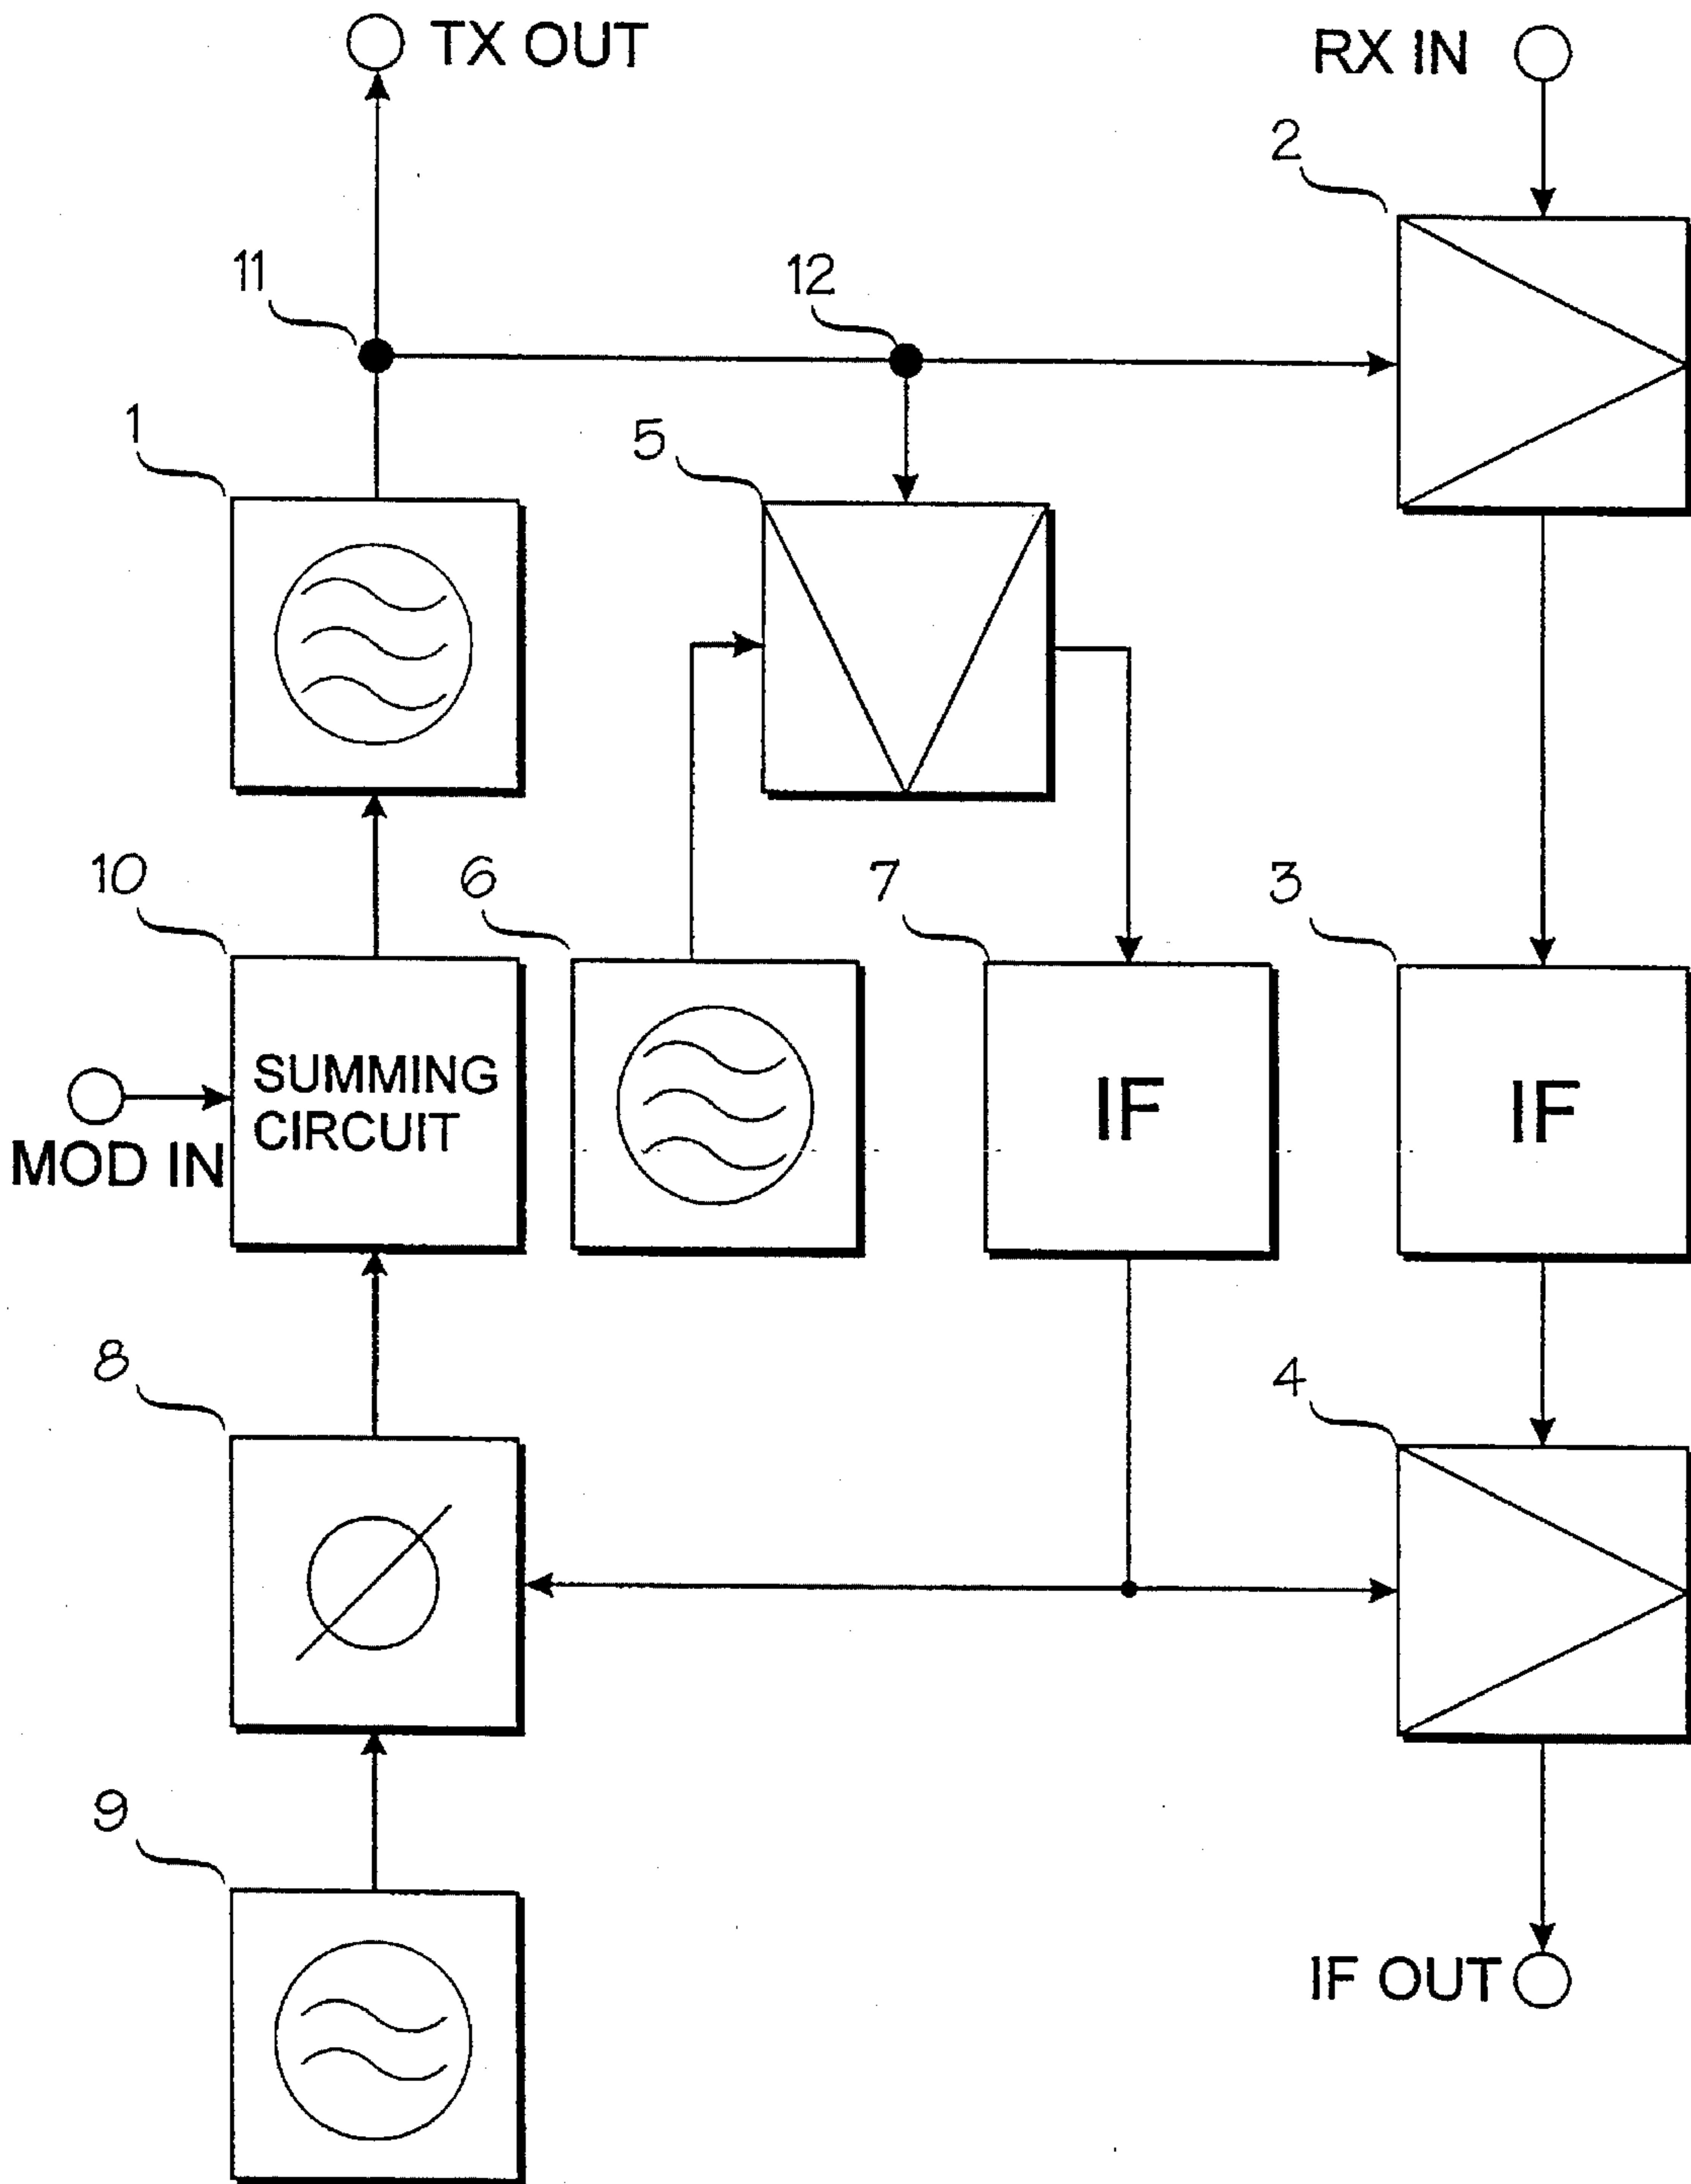 TX OUT
RX IN
2
11
12
1
5
10
6
7
3
SUMMING
CIRCUIT
IF
IF
MOD IN
8
4
9
IF OUT